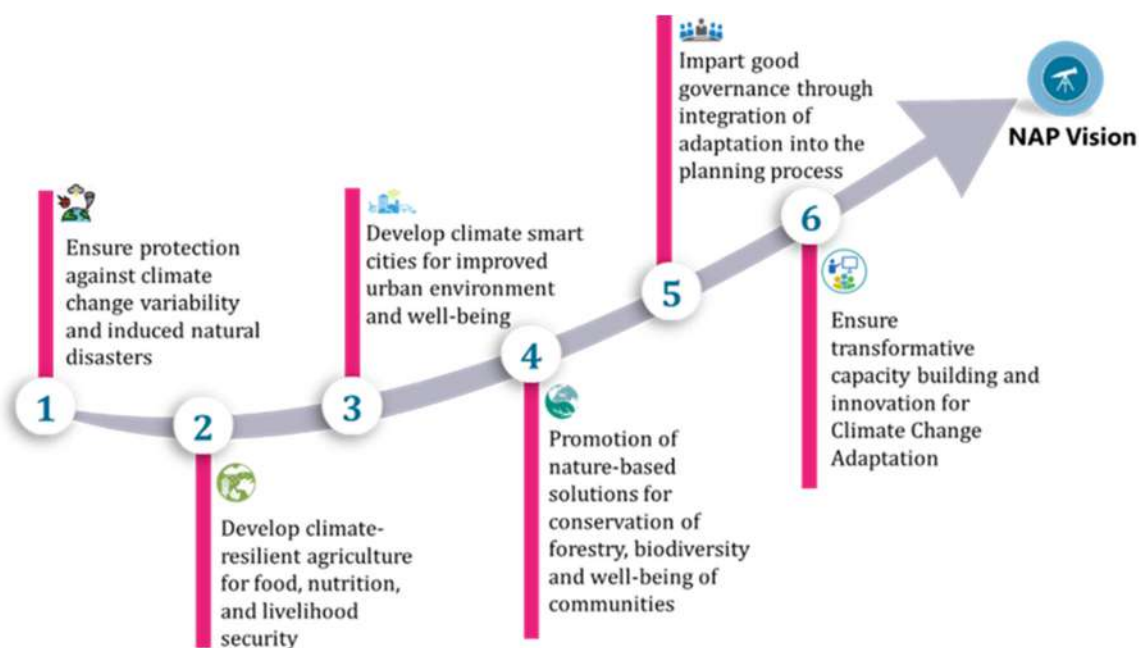 1
Ensure protection
against climate
change variability
and induced natural
disasters
2
Develop climate-
resilient agriculture
for food, nutrition,
and livelihood
security
3
Develop climate smart
cities for improved
urban environment
and well-being
4
Promotion of
nature-based
solutions for
conservation of
forestry, biodiversity
and well-being of
communities
5
Impart good
governance through
integration of
adaptation into the
planning process
6
Ensure
transformative
capacity building and
innovation for
Climate Change
Adaptation
NAP Vision